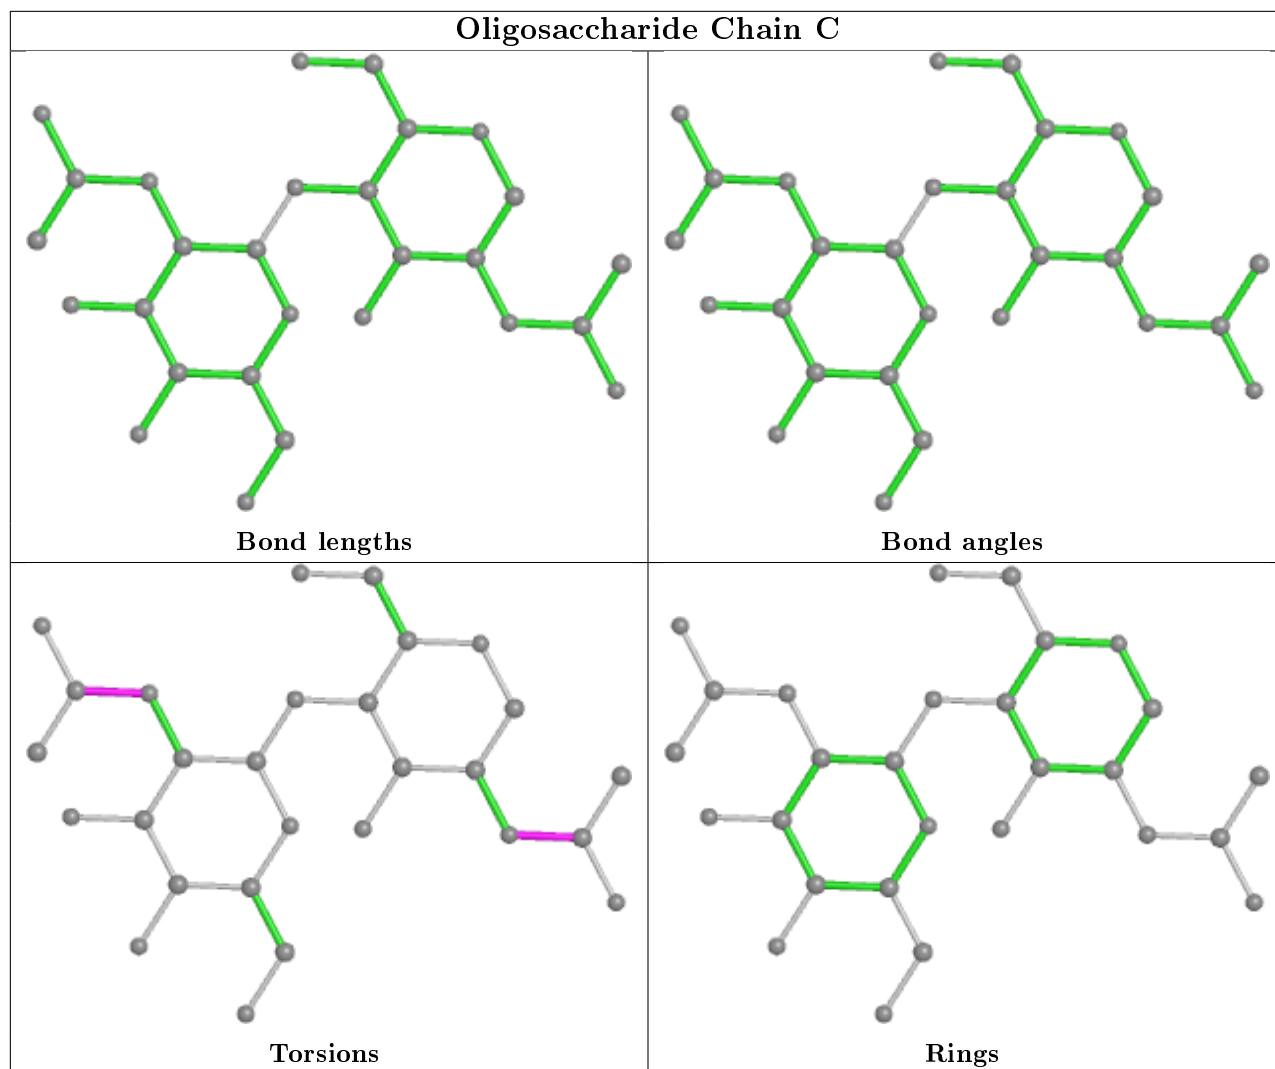 Oligosaccharide Chain C
Bond lengths
Bond angles
Torsions
Rings